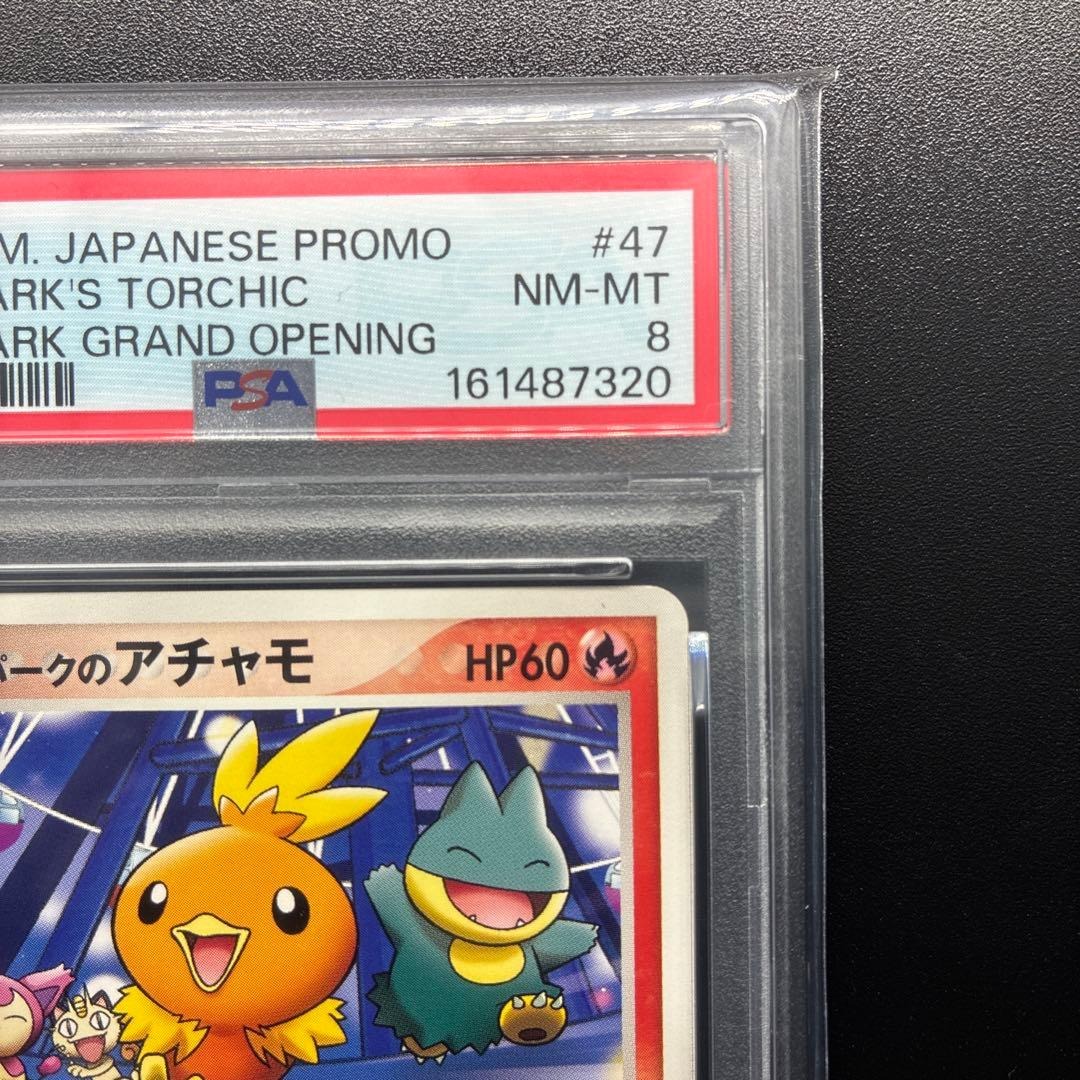 M. JAPANESE PROMO #47
ARK'S TORCHIC NM-MT
ARK GRAND OPENING 8
PSA 161487320
パークのアチャモ HP60